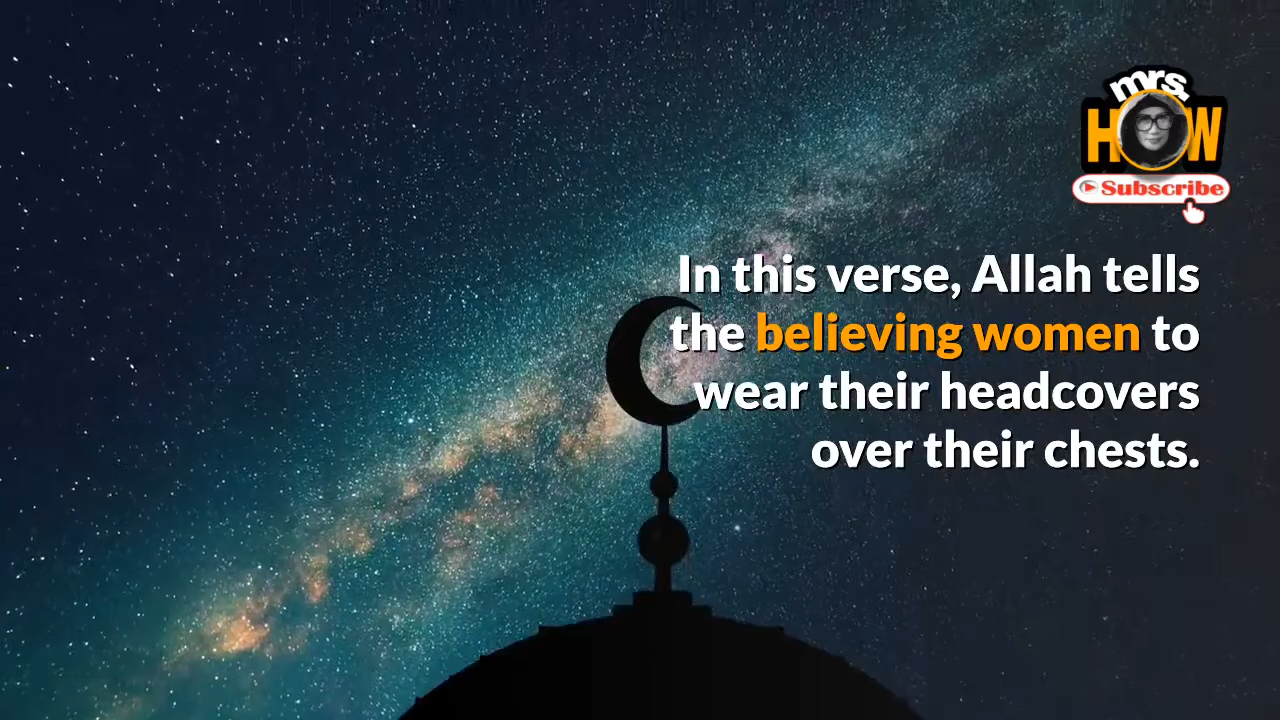 mrs.
HOW
Subscribe
In this verse, Allah tells
the believing women to
wear their headcovers
over their chests.